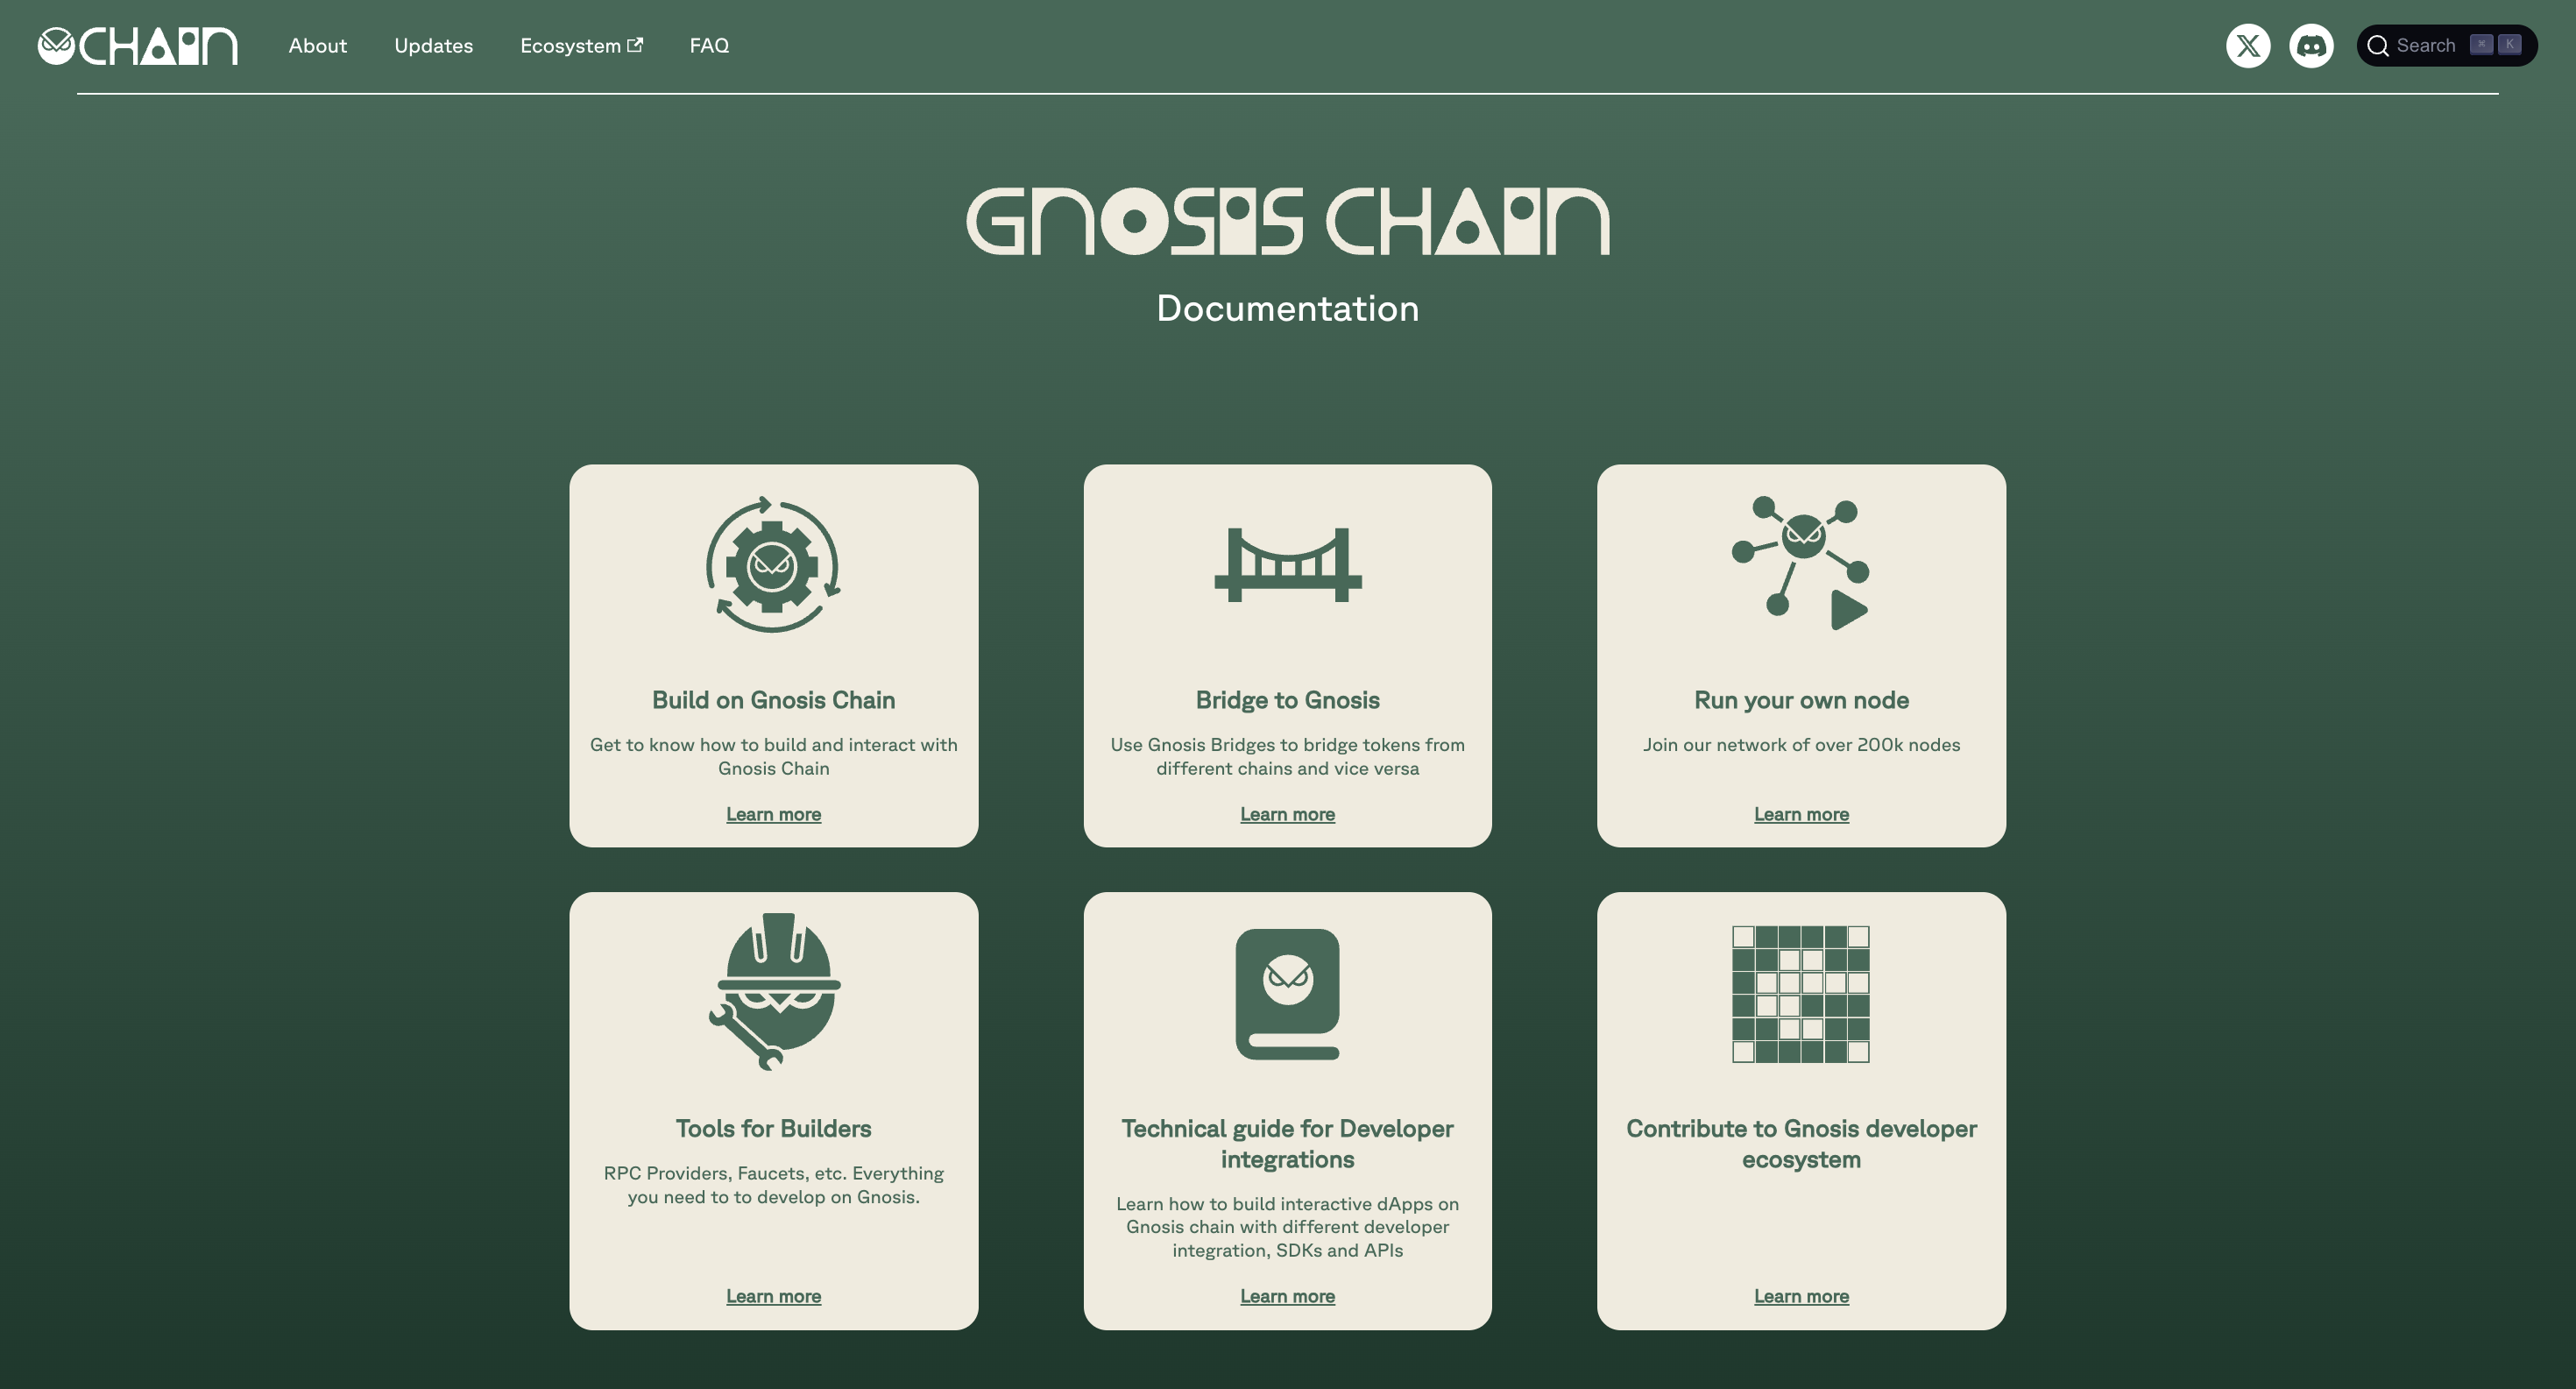 CHAIN
About
Updates
Ecosystem
FAQ
Search
⌘ K
GNOSIS CHAIN
Documentation
Build on Gnosis Chain
Get to know how to build and interact with
Gnosis Chain
Learn more
Bridge to Gnosis
Use Gnosis Bridges to bridge tokens from
different chains and vice versa
Learn more
Run your own node
Join our network of over 200k nodes
Learn more
Tools for Builders
RPC Providers, Faucets, etc. Everything
you need to to develop on Gnosis.
Learn more
Technical guide for Developer
integrations
Learn how to build interactive dApps on
Gnosis chain with different developer
integration, SDKs and APIs
Learn more
Contribute to Gnosis developer
ecosystem
Learn more